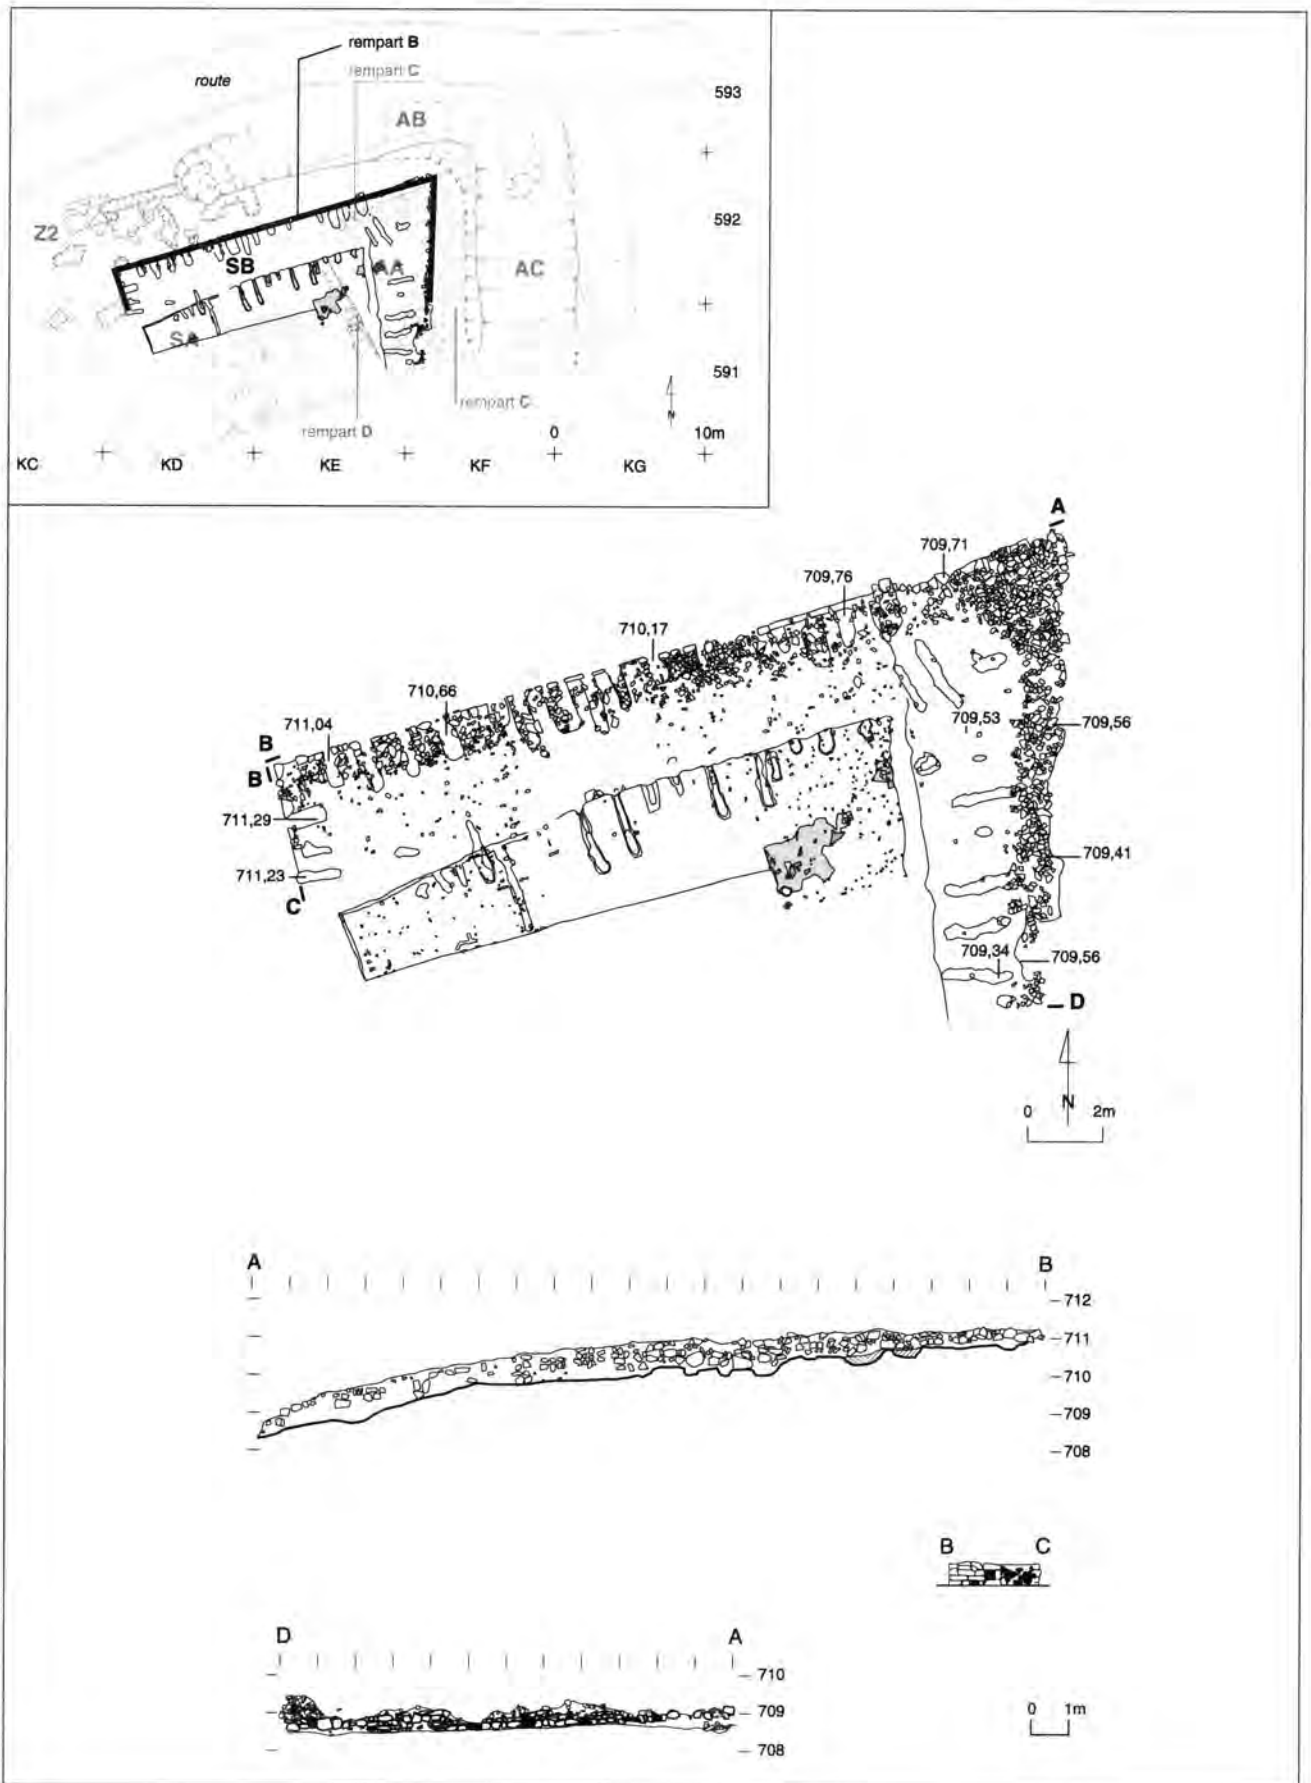 rempart B
rempart C
route
593
AB
592
Z2
SB
AA
AC
SA
591
rempart C
N
rempart D
0
10m
KC
KD
KE
KF
KG
A
709,71
709,76
710,17
710,66
711,04
B
B
709,53
709,56
711,29
709,41
711,23
C
709,34
709,56
D
N
0
2m
A
B
712
711
710
709
708
B
C
D
A
710
709
708
0
1m